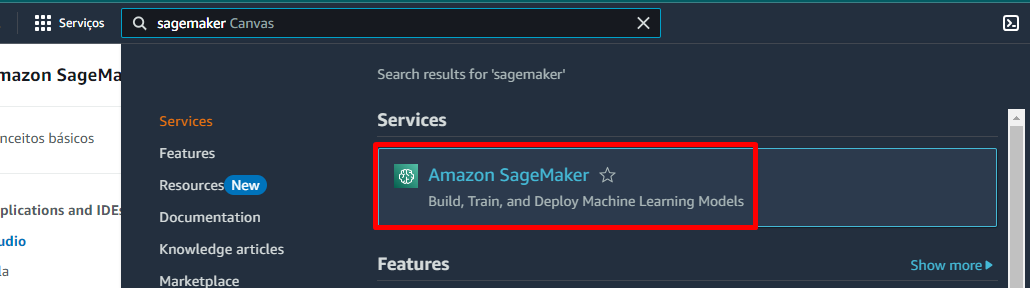 Serviços
sagemaker Canvas
mazon SageMa
Search results for 'sagemaker'
nceitos básicos
Services
Features
Resources New
Documentation
Knowledge articles
Marketplace
Services
Amazon SageMaker
Build, Train, and Deploy Machine Learning Models
Features
Show more
plications and IDEs
udio
la